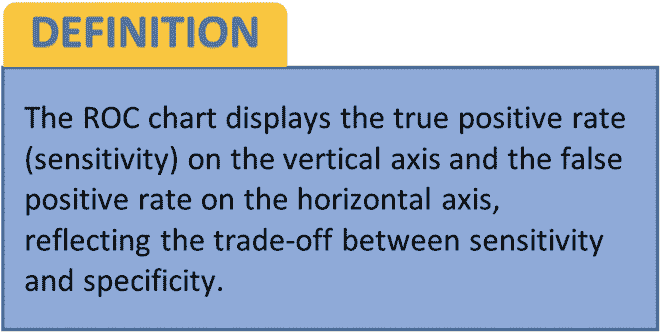 DEFINITION
The ROC chart displays the true positive rate
(sensitivity) on the vertical axis and the false
positive rate on the horizontal axis,
reflecting the trade-off between sensitivity
and specificity.